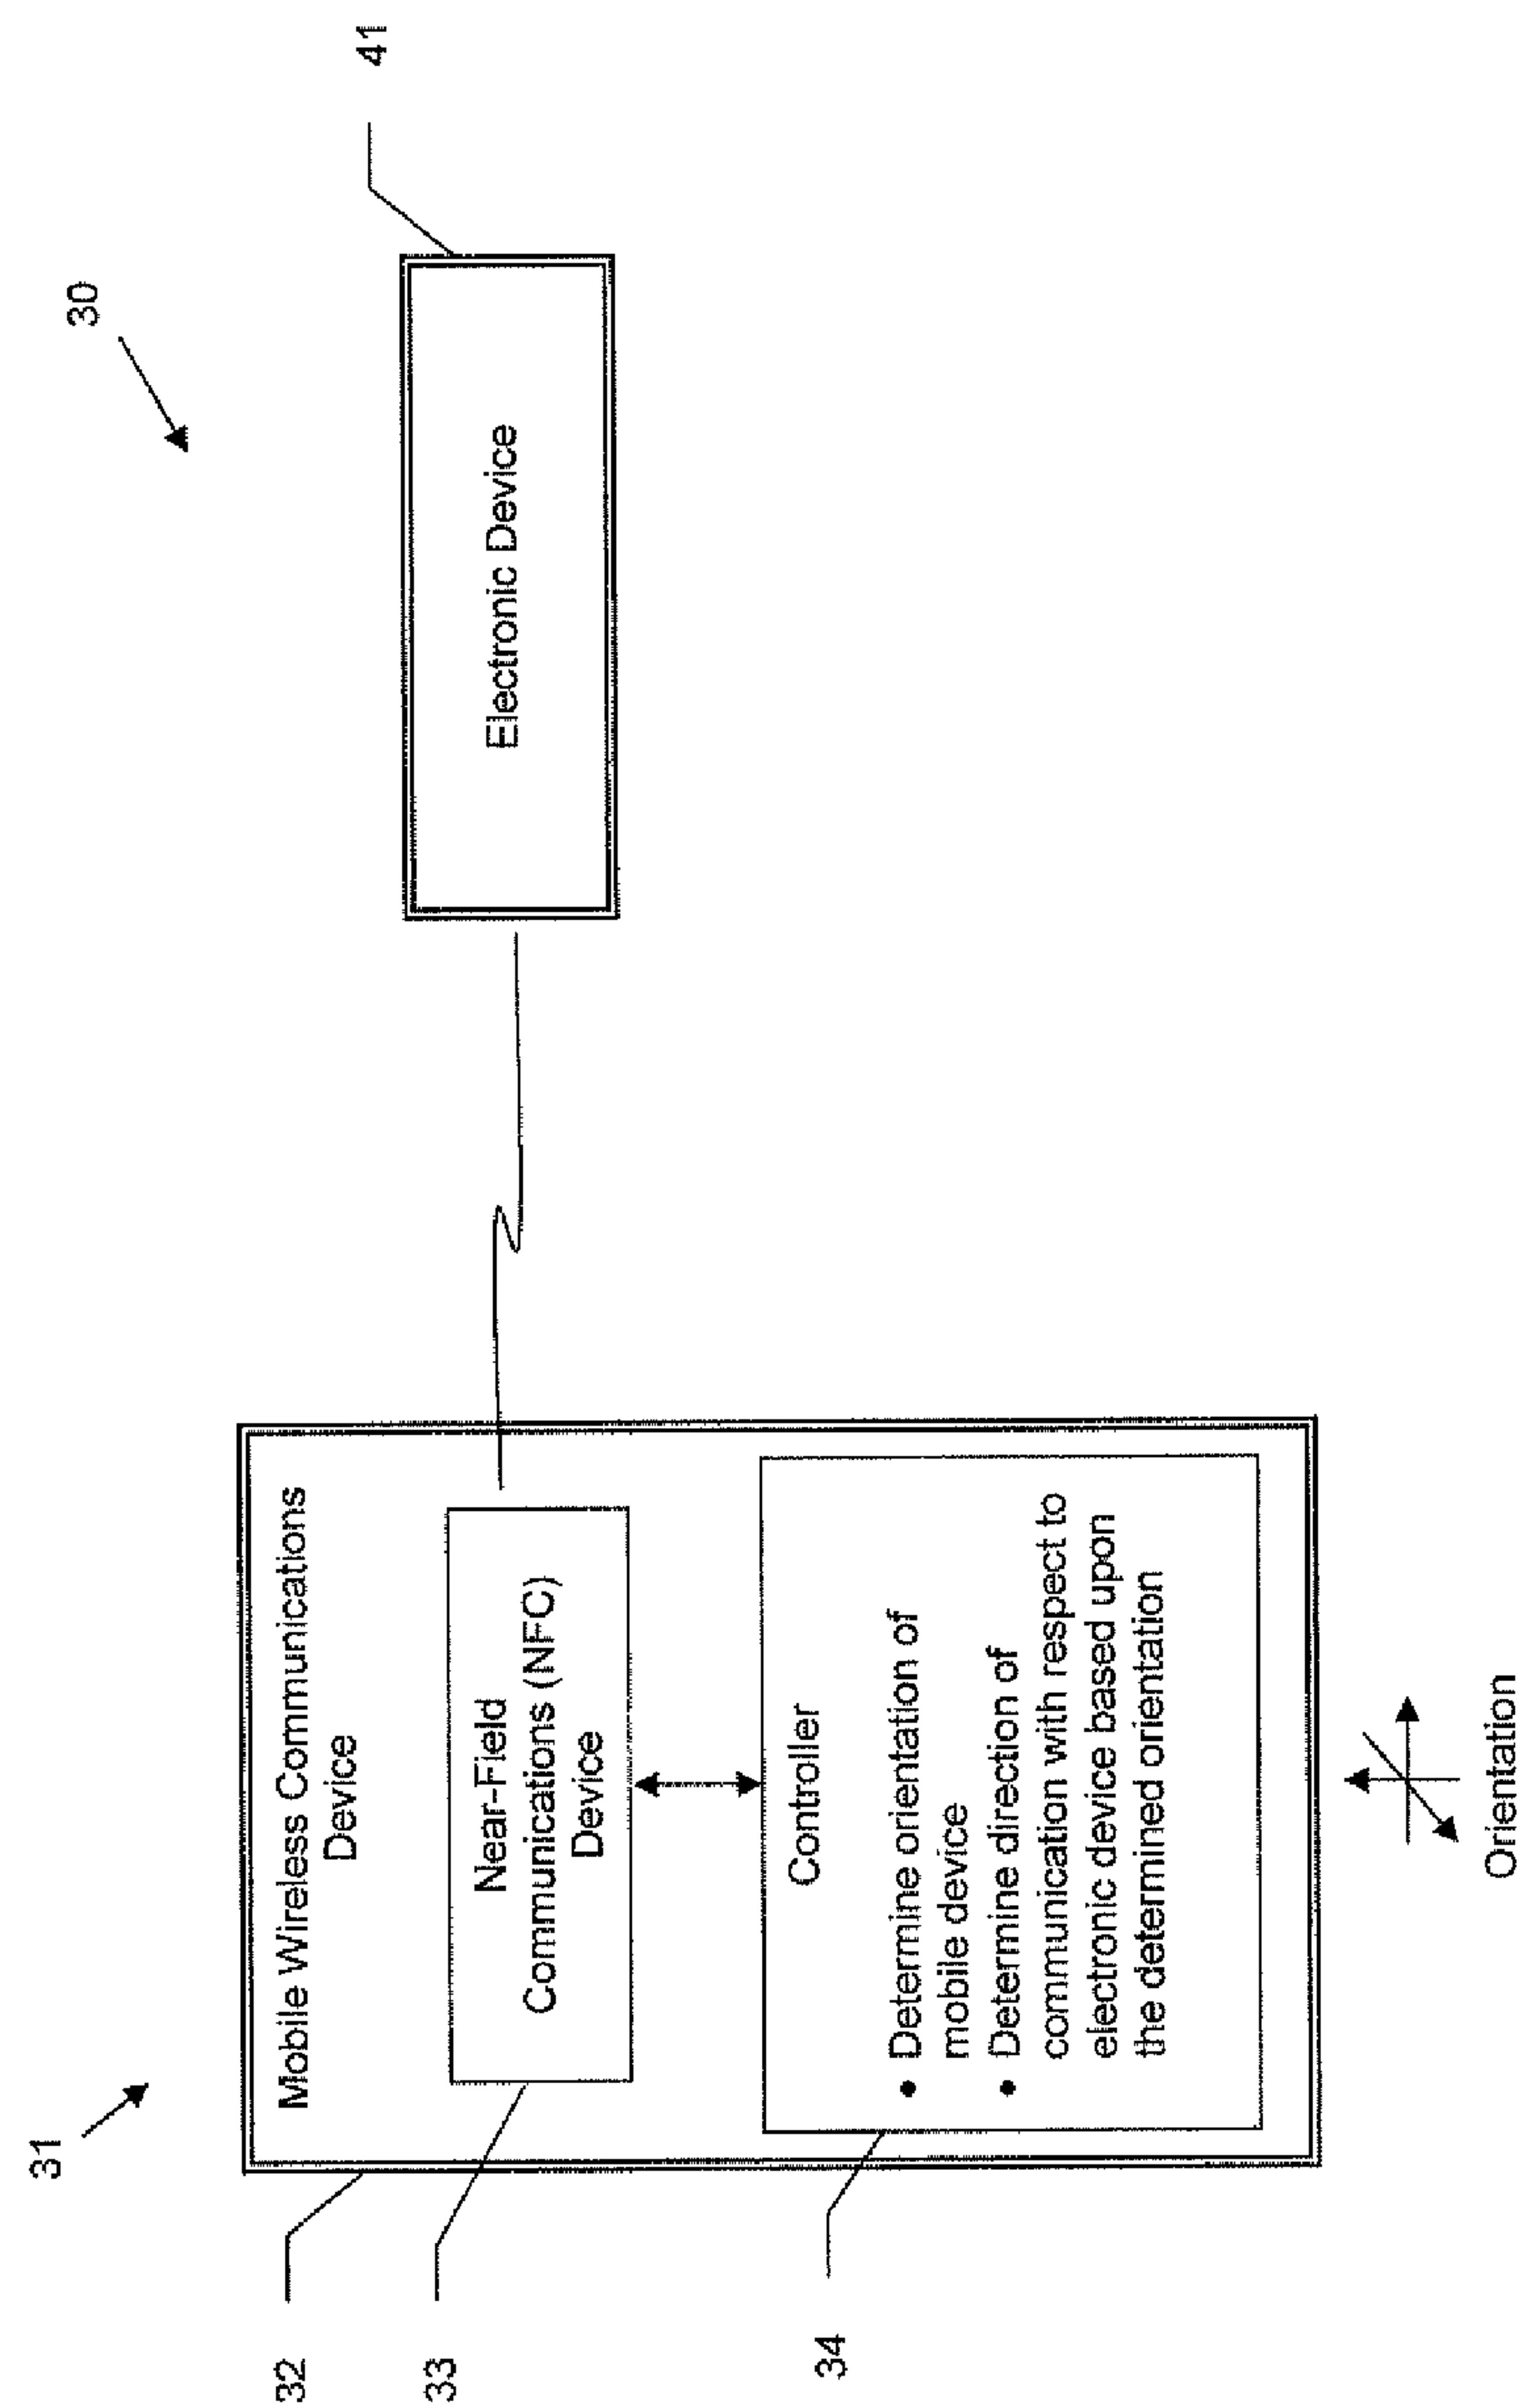 30
31
32
Mobile Wireless Communications
Device
33
Near-Field
Communications (NFC)
Device
41
Electronic Device
34
Controller
• Determine orientation of
mobile device
• Determine direction of
communication with respect to
electronic device based upon
the determined orientation
Orientation